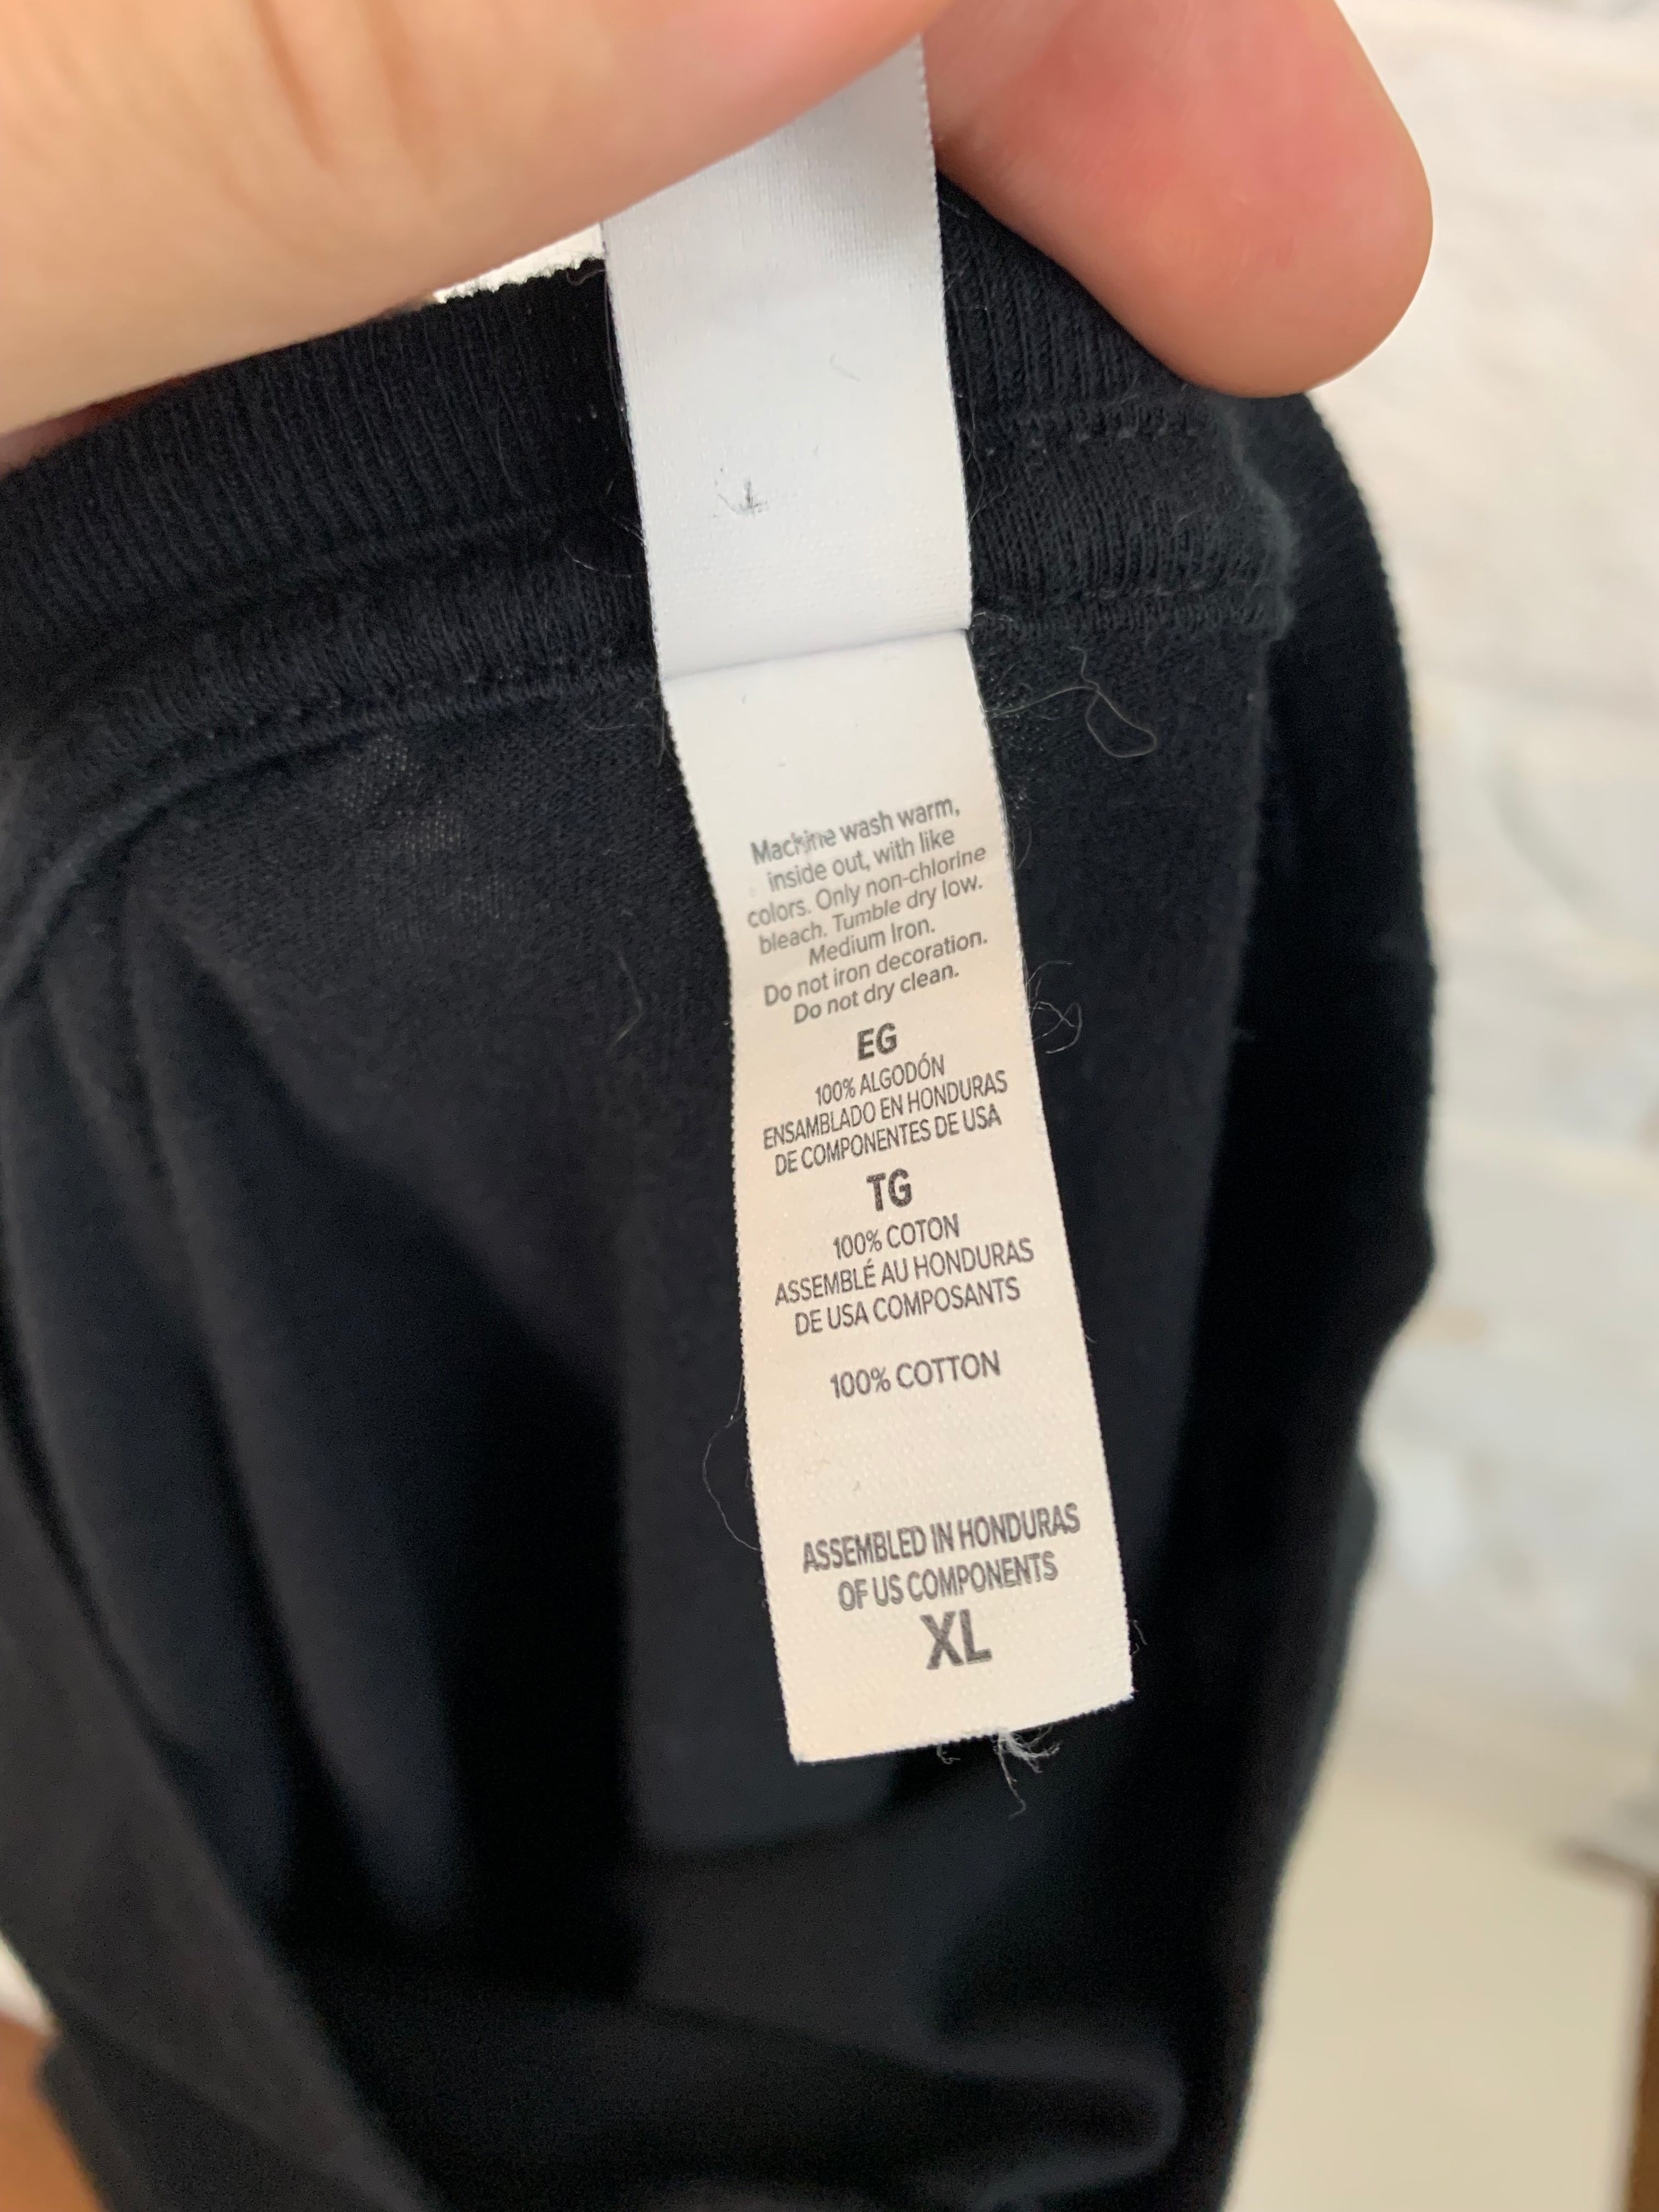 Machine wash warm,
inside out, with like
colors. Only non-chlorine
bleach. Tumble dry low.
Medium Iron.
Do not iron decoration.
Do not dry clean.
EG
100% ALGODÓN
ENSAMBLADO EN HONDURAS
DE COMPONENTES DE USA
TG
100% COTON
ASSEMBLÉ AU HONDURAS
DE USA COMPOSANTS
100% COTTON
ASSEMBLED IN HONDURAS
OF US COMPONENTS
XL